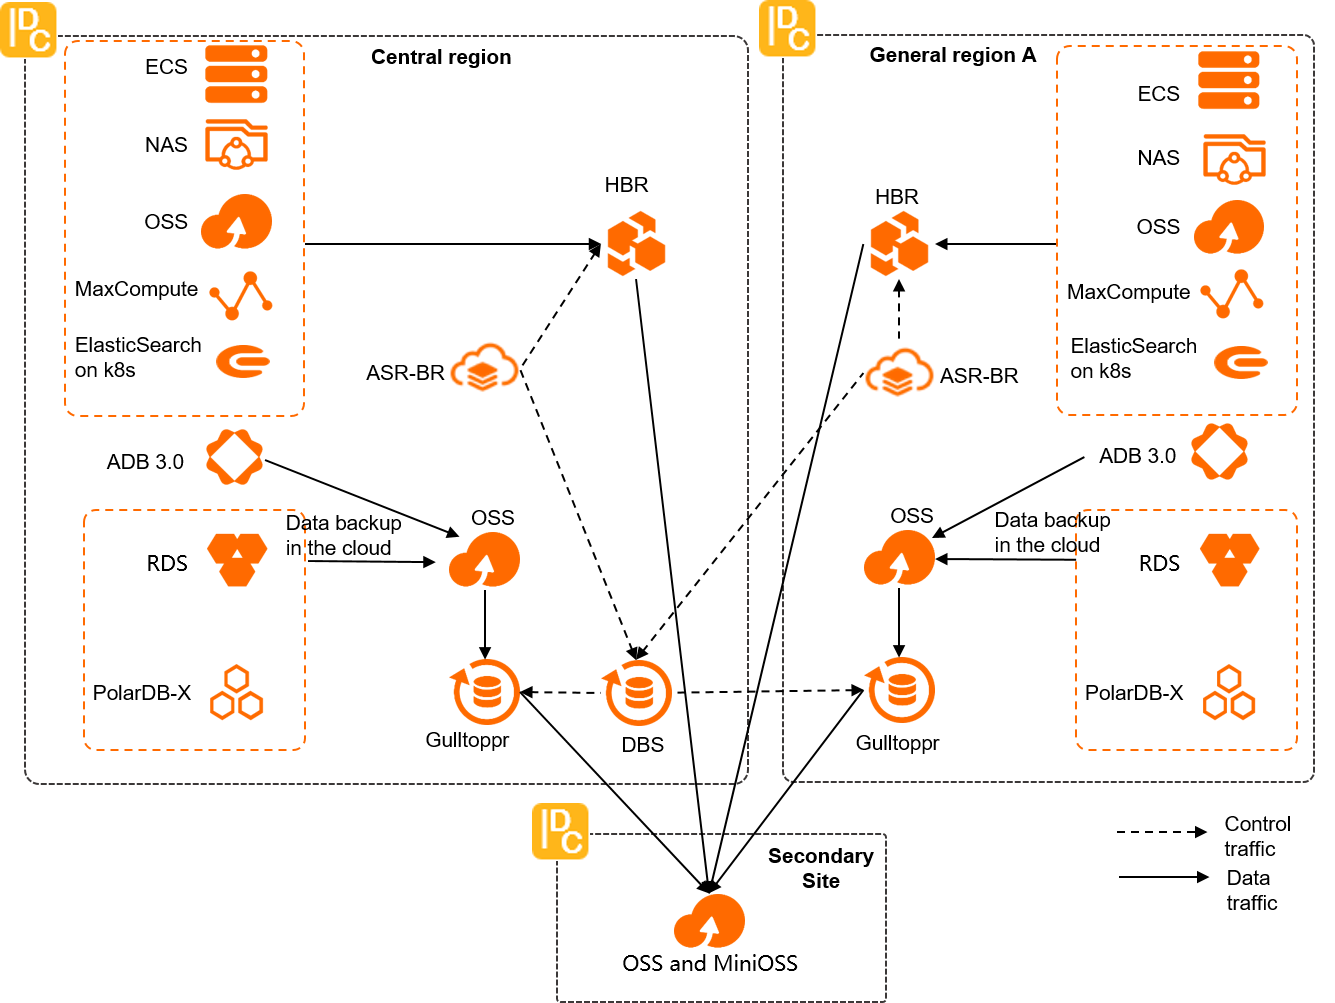 IDC
Central region
ECS
NAS
OSS
MaxCompute
ElasticSearch
on k8s
HBR
ASR-BR
ADB 3.0
Data backup
in the cloud
OSS
RDS
PolarDB-X
Gulltoppr
DBS
IDC
General region A
ECS
NAS
OSS
MaxCompute
ElasticSearch
on k8s
HBR
ASR-BR
ADB 3.0
OSS
Data backup
in the cloud
RDS
PolarDB-X
Gulltoppr
IDC
Secondary
Site
OSS and MiniOSS
Control
traffic
Data
traffic